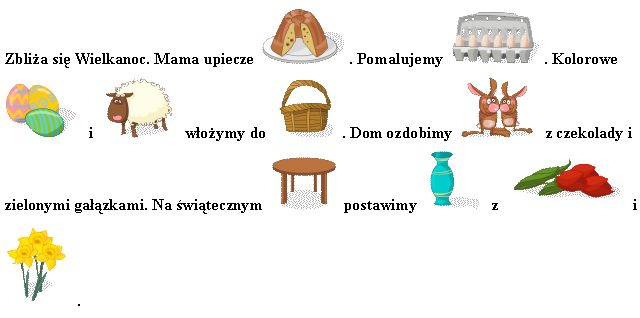 Zbliża się Wielkanoc. Mama upiecze . Pomalujemy . Kolorowe
i włożymy do . Dom ozdobimy z czekolady i
zielonymi gałązkami. Na świątecznym postawimy z i
.